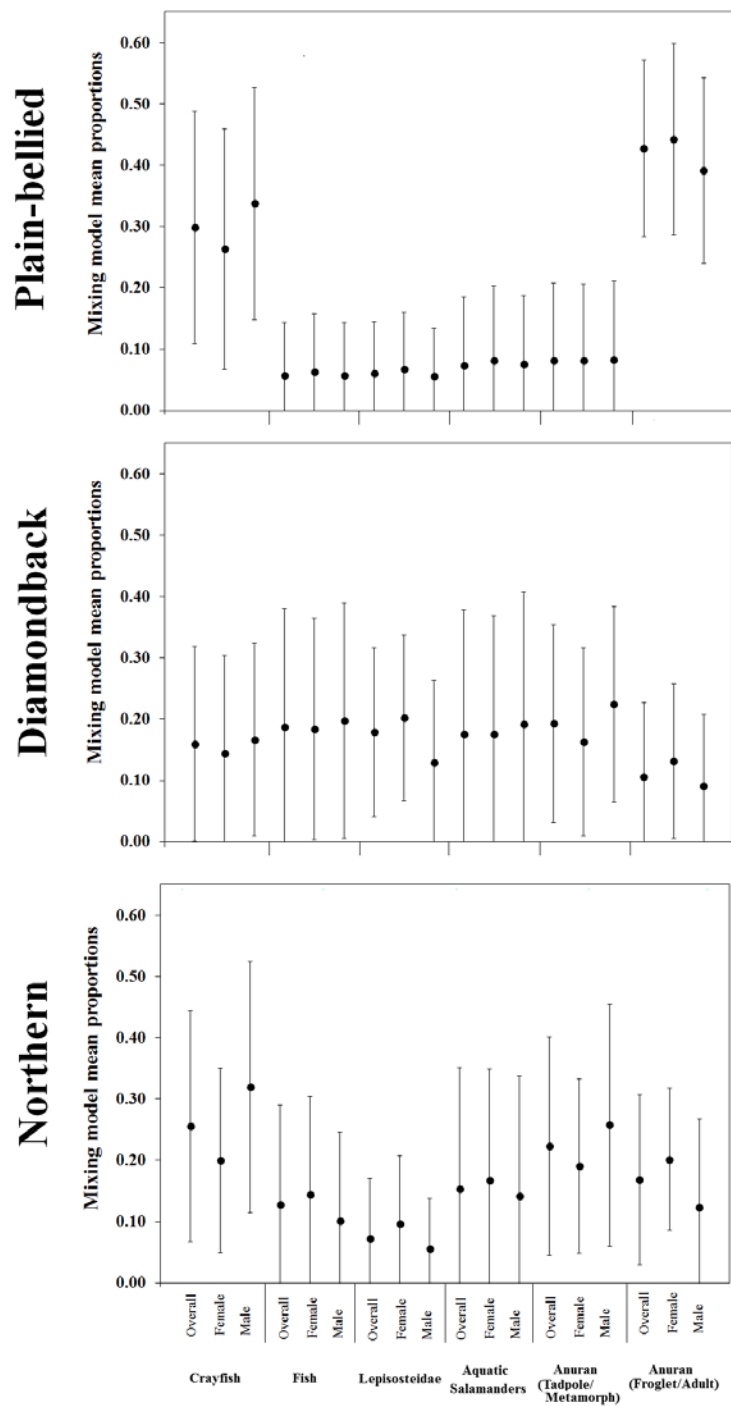 Plain-bellied
Mixing model mean proportions
0.60
0.50
0.40
0.30
0.20
0.10
0.00
Diamondback
Mixing model mean proportions
0.60
0.50
0.40
0.30
0.20
0.10
0.00
Northern
Mixing model mean proportions
0.60
0.50
0.40
0.30
0.20
0.10
0.00
Overall Female Male Overall Female Male Overall Female Male Overall Female Male Overall Female Male Overall Female Male
Crayfish
Fish
Lepisosteidae
Aquatic
Salamanders
Anuran
(Tadpole/
Metamorph)
Anuran
(Froglet/Adult)